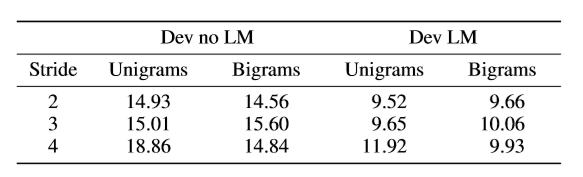 Dev no LM Dev LM
Stride Unigrams Bigrams Unigrams Bigrams
2 14.93 14.56 9.52 9.66
3 15.01 15.60 9.65 10.06
4 18.86 14.84 11.92 9.93